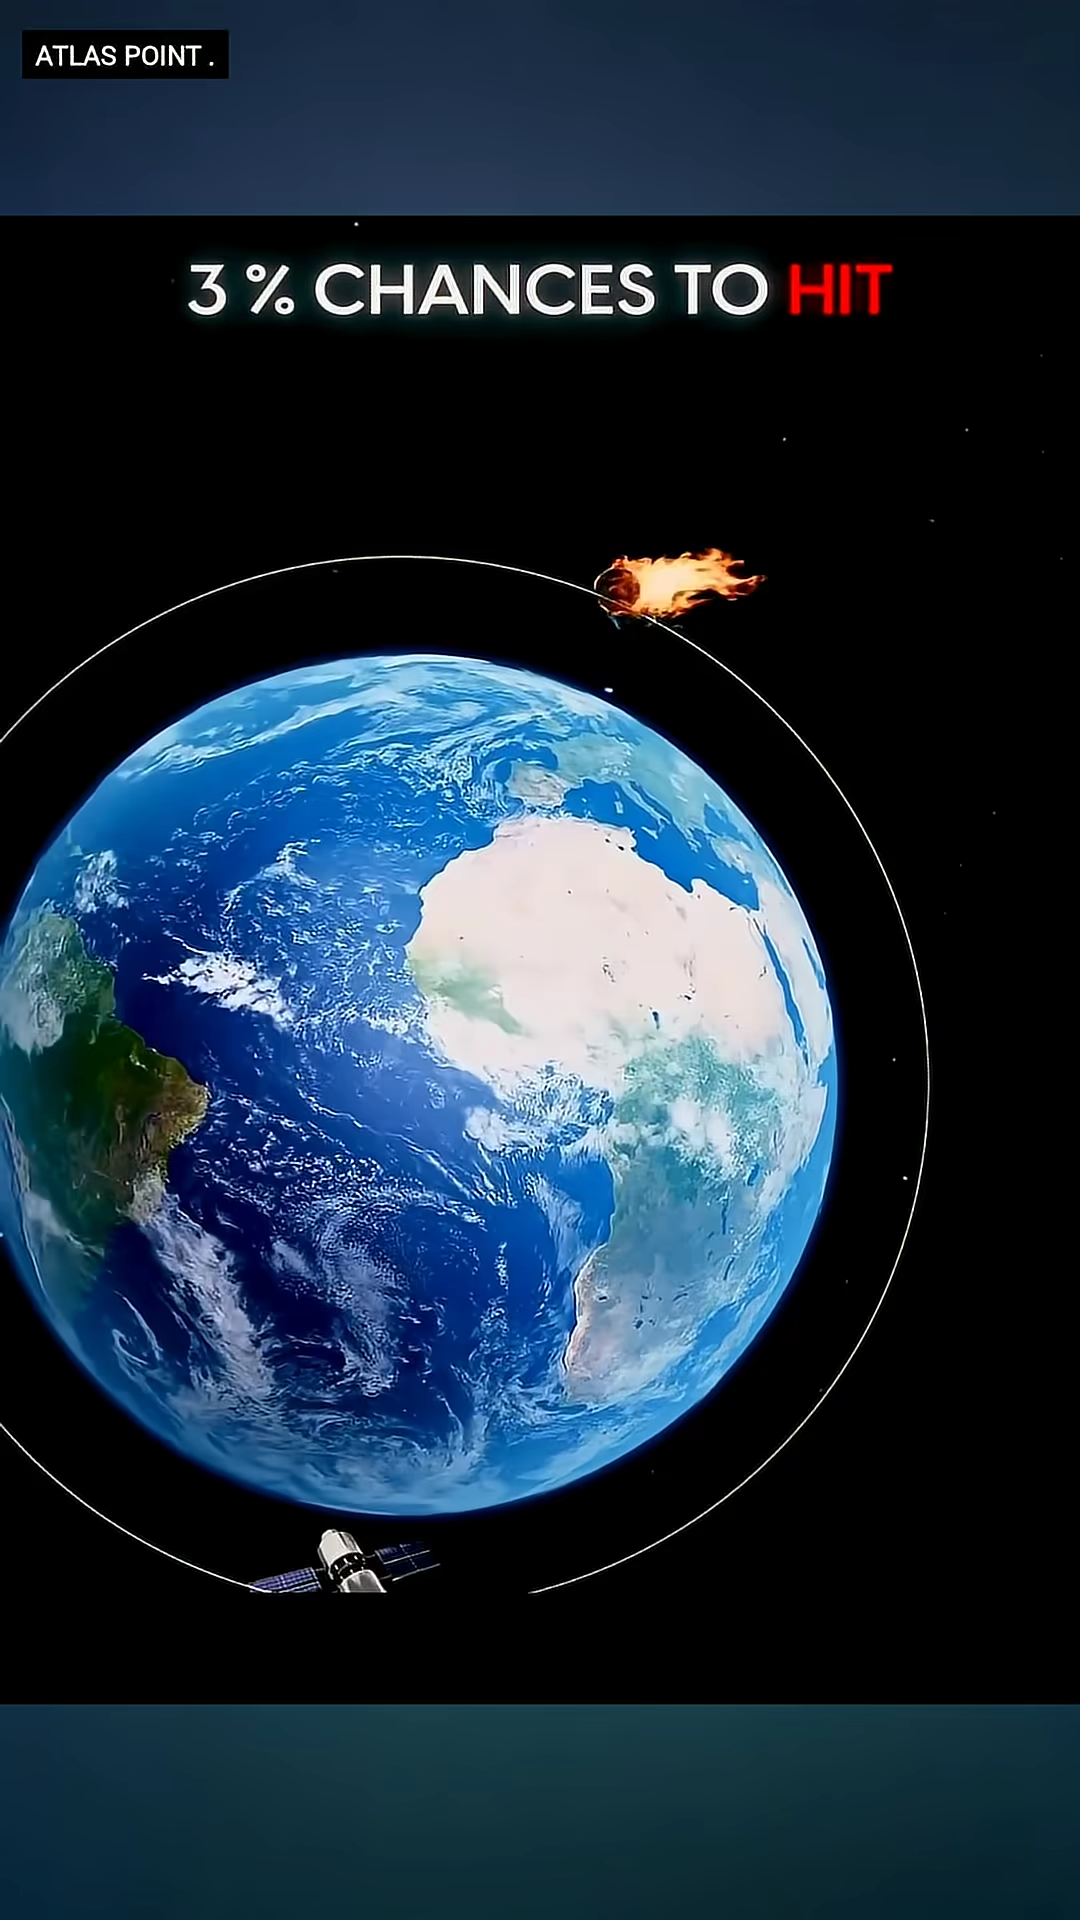 ATLAS POINT .
3 % CHANCES TO HIT